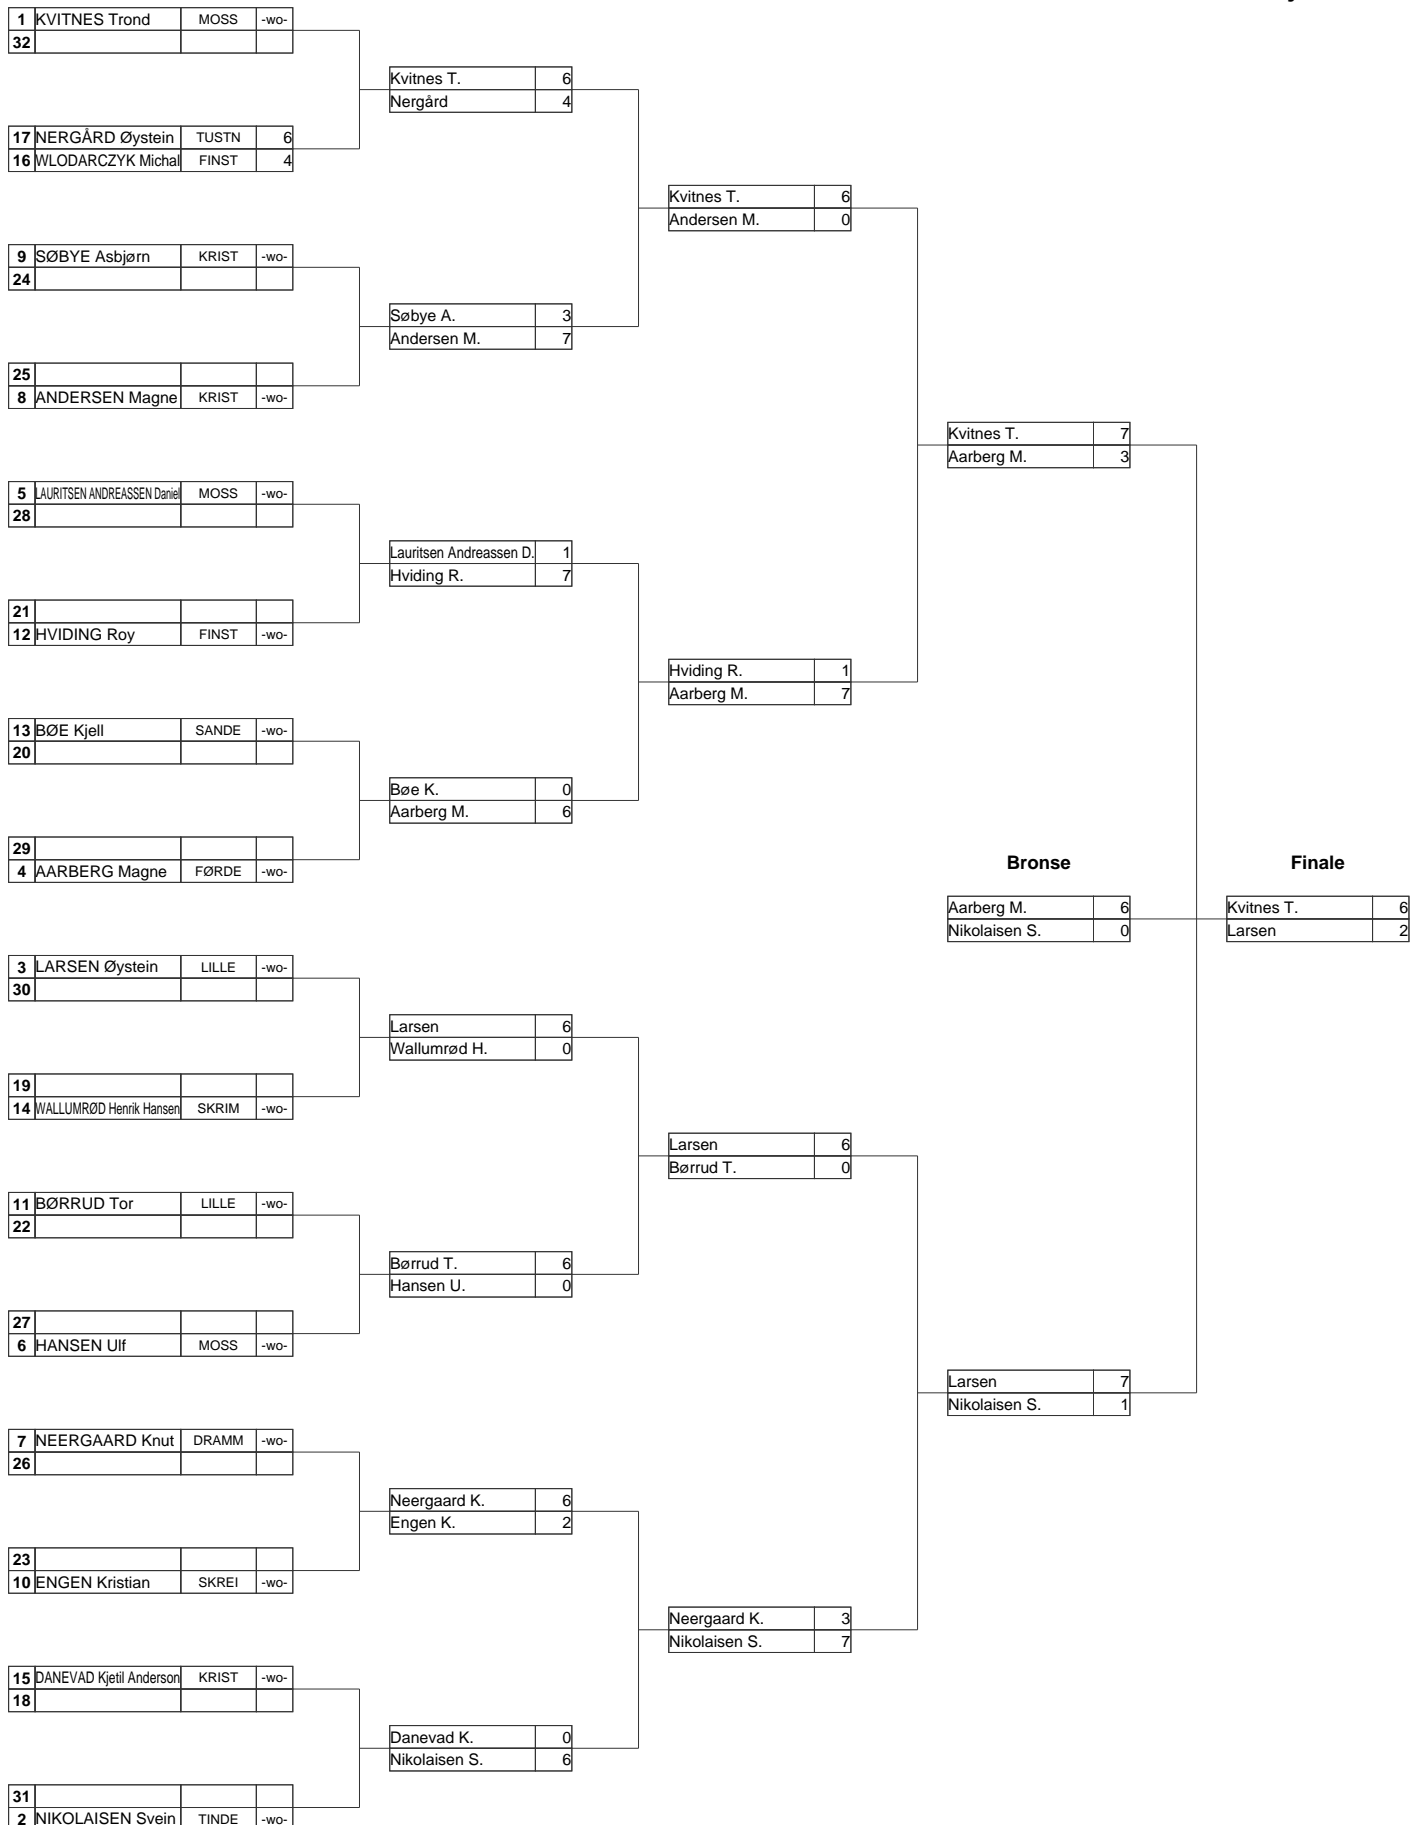 1 KVITNES Trond MOSS -wo-
32
Kvitnes T. 6
Nergård 4
17 NERGÅRD Øystein TUSTN 6
16 WLODARCZYK Michal FINST 4
Kvitnes T. 6
Andersen M. 0
9 SØBYE Asbjørn KRIST -wo-
24
Søbye A. 3
Andersen M. 7
25
8 ANDERSEN Magne KRIST -wo-
Kvitnes T. 7
Aarberg M. 3
5 LAURITSEN ANDREASSEN Daniel MOSS -wo-
28
Lauritsen Andreassen D. 1
Hviding R. 7
21
12 HVIDING Roy FINST -wo-
Hviding R. 1
Aarberg M. 7
13 BØE Kjell SANDE -wo-
20
Bøe K. 0
Aarberg M. 6
29
4 AARBERG Magne FØRDE -wo-
Bronse Finale
Aarberg M. 6 Kvitnes T. 6
Nikolaisen S. 0 Larsen 2
3 LARSEN Øystein LILLE -wo-
30
Larsen 6
Wallumrød H. 0
19
14 WALLUMRØD Henrik Hansen SKRIM -wo-
Larsen 6
Børrud T. 0
11 BØRRUD Tor LILLE -wo-
22
Børrud T. 6
Hansen U. 0
27
6 HANSEN Ulf MOSS -wo-
Larsen 7
Nikolaisen S. 1
7 NEERGAARD Knut DRAMM -wo-
26
Neergaard K. 6
Engen K. 2
23
10 ENGEN Kristian SKREI -wo-
Neergaard K. 3
Nikolaisen S. 7
15 DANEVAD Kjetil Anderson KRIST -wo-
18
Danevad K. 0
Nikolaisen S. 6
31
2 NIKOLAISEN Svein TINDE -wo-